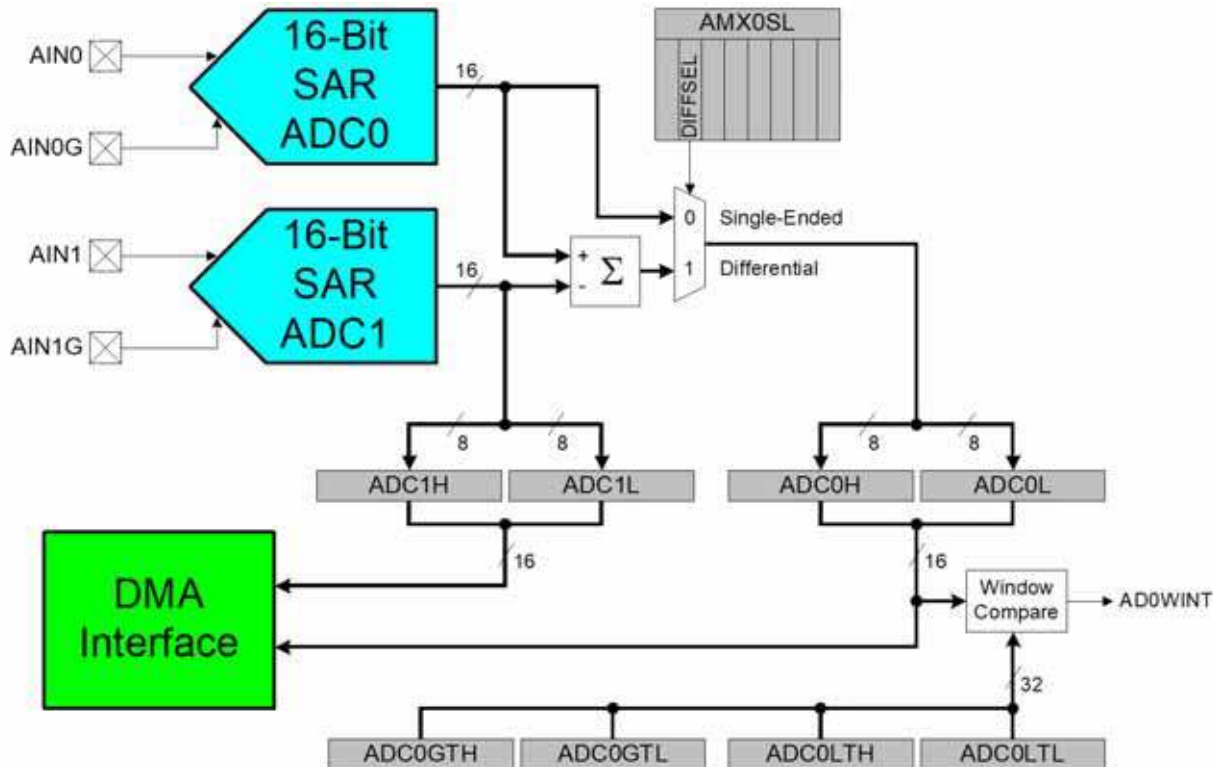 AIN0
AIN0G
16-Bit
SAR
ADC0
16
AMX0SL
DIFFSEL
AIN1
AIN1G
16-Bit
SAR
ADC1
16
+
-
Σ
0
Single-Ended
1
Differential
8
8
8
8
ADC1H
ADC1L
ADC0H
ADC0L
16
16
DMA
Interface
Window
Compare
AD0WINT
32
ADC0GTH
ADC0GTL
ADC0LTH
ADC0LTL